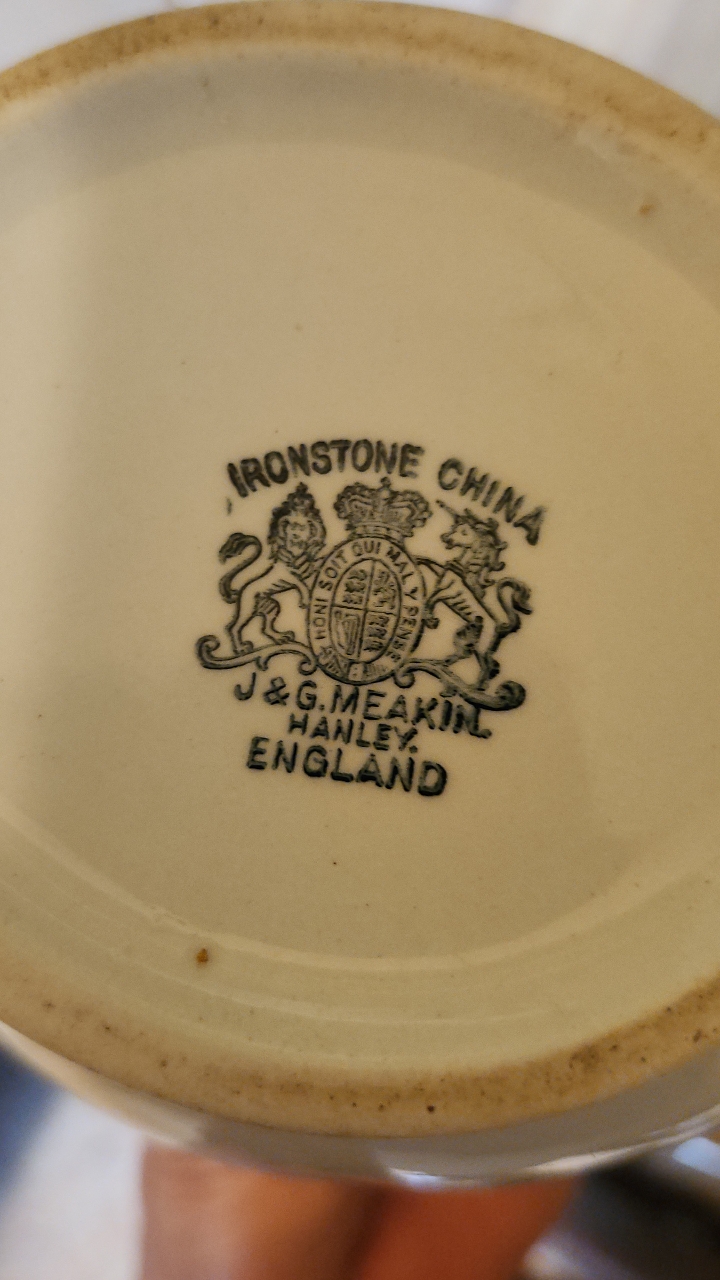 IRONSTONE CHINA
HONI SOIT QUI MAL Y PENSE
J & G. MEAKIN.
HANLEY.
ENGLAND